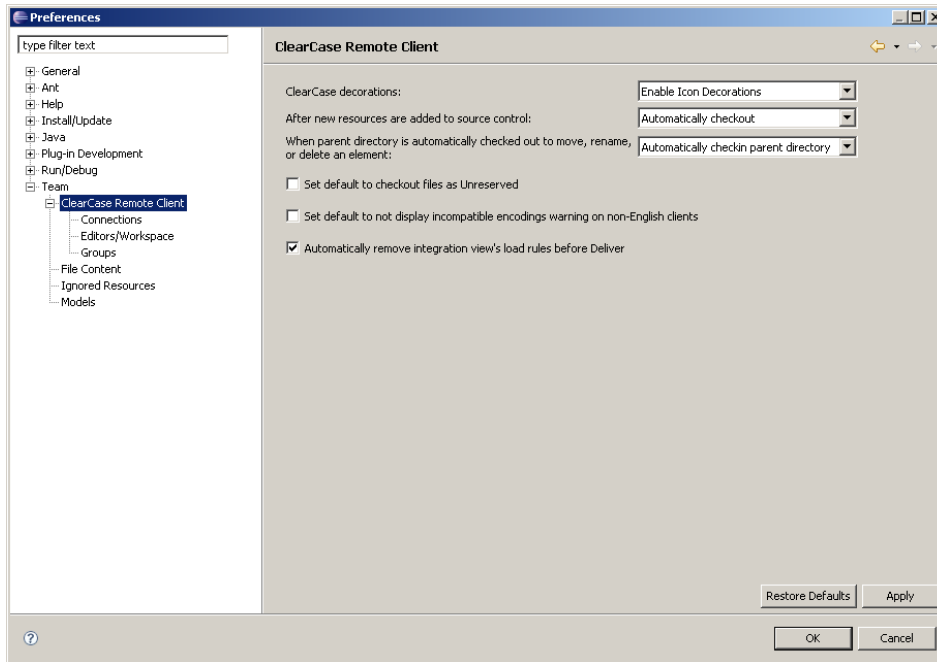 Preferences
type filter text
General
Ant
Help
Install/Update
Java
Plug-in Development
Run/Debug
Team
ClearCase Remote Client
Connections
Editors/Workspace
Groups
File Content
Ignored Resources
Models
ClearCase Remote Client
ClearCase decorations: Enable Icon Decorations
After new resources are added to source control: Automatically checkout
When parent directory is automatically checked out to move, rename,
or delete an element: Automatically checkin parent directory
Set default to checkout files as Unreserved
Set default to not display incompatible encodings warning on non-English clients
Automatically remove integration view's load rules before Deliver
Restore Defaults Apply
? OK Cancel